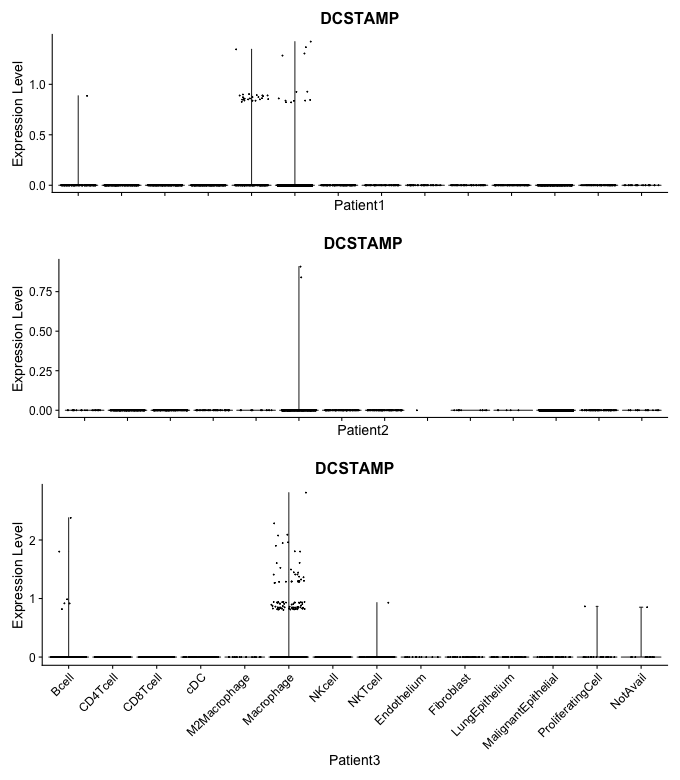 DCSTAMP
Expression Level
1.0
0.5
0.0
Patient1
DCSTAMP
Expression Level
0.75
0.50
0.25
0.00
Patient2
DCSTAMP
Expression Level
2
1
0
Bcell
CD4Tcell
CD8Tcell
cDC
M2Macrophage
Macrophage
NKcell
NKTcell
Endothelium
Fibroblast
LungEpithelium
MalignantEpithelial
ProliferatingCell
NotAvail
Patient3